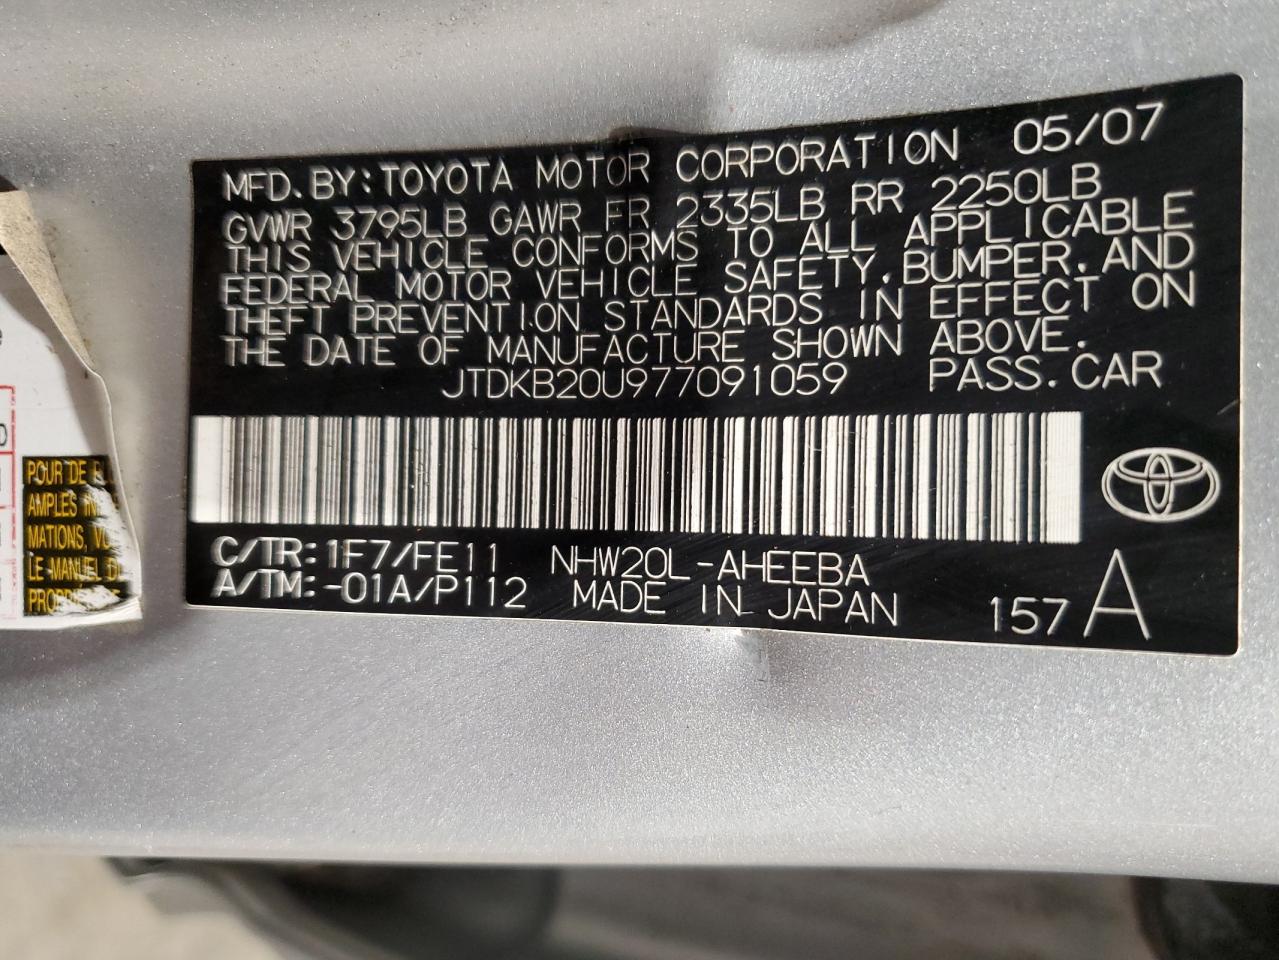 MFD. BY: TOYOTA MOTOR CORPORATION 05/07
GVWR 3795LB GAWR FR 2335LB RR 2250LB
THIS VEHICLE CONFORMS TO ALL APPLICABLE
FEDERAL MOTOR VEHICLE SAFETY, BUMPER, AND
THEFT PREVENTION STANDARDS IN EFFECT ON
THE DATE OF MANUFACTURE SHOWN ABOVE.
JTDKB20U977091059 PASS. CAR
C/TR: 1F7/FE11 NHW20L-AHEEBA
A/TM: -01A/P112 MADE IN JAPAN 157 A
POUR DE
AMPLES
MATIONS,
LE MANUEL